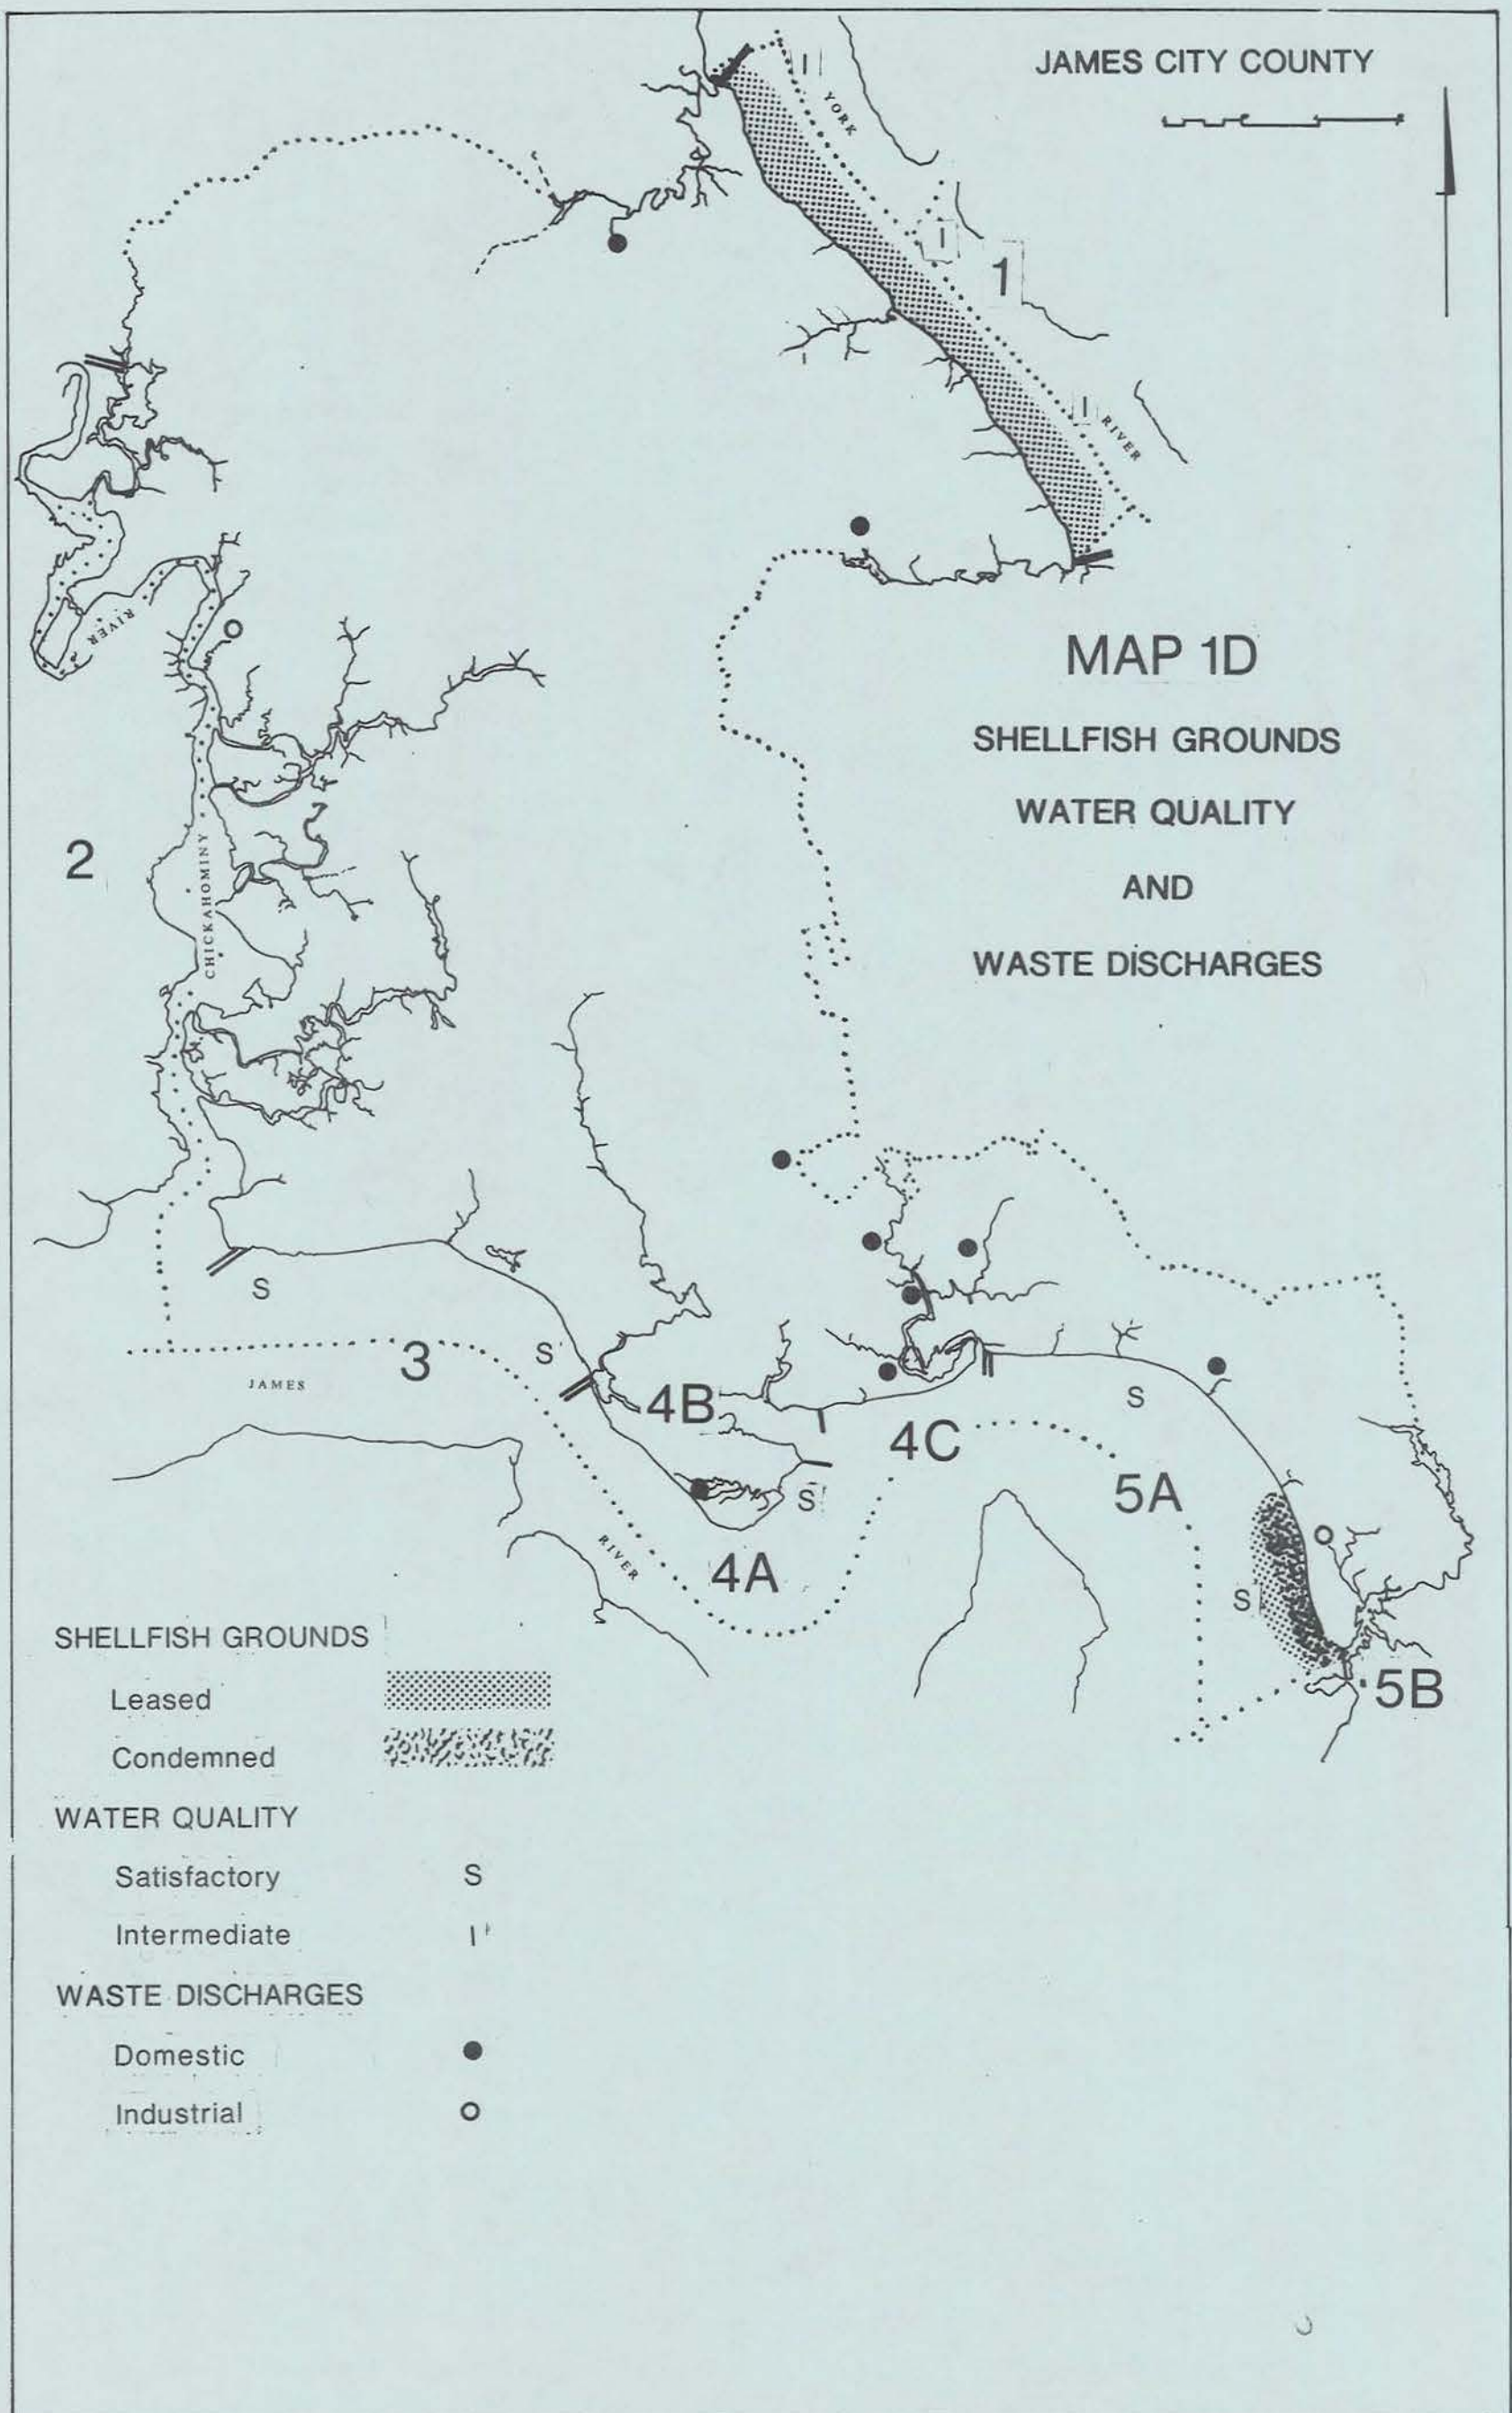 JAMES CITY COUNTY
I
YORK
I
1
I
RIVER
MAP 1D
SHELLFISH GROUNDS
WATER QUALITY
AND
WASTE DISCHARGES
RIVER
2
CHICKAHOMINY
S
3
S
JAMES
4B
4C
S
5A
S
RIVER
4A
S
5B
SHELLFISH GROUNDS
Leased
Condemned
WATER QUALITY
Satisfactory S
Intermediate I
WASTE DISCHARGES
Domestic
Industrial